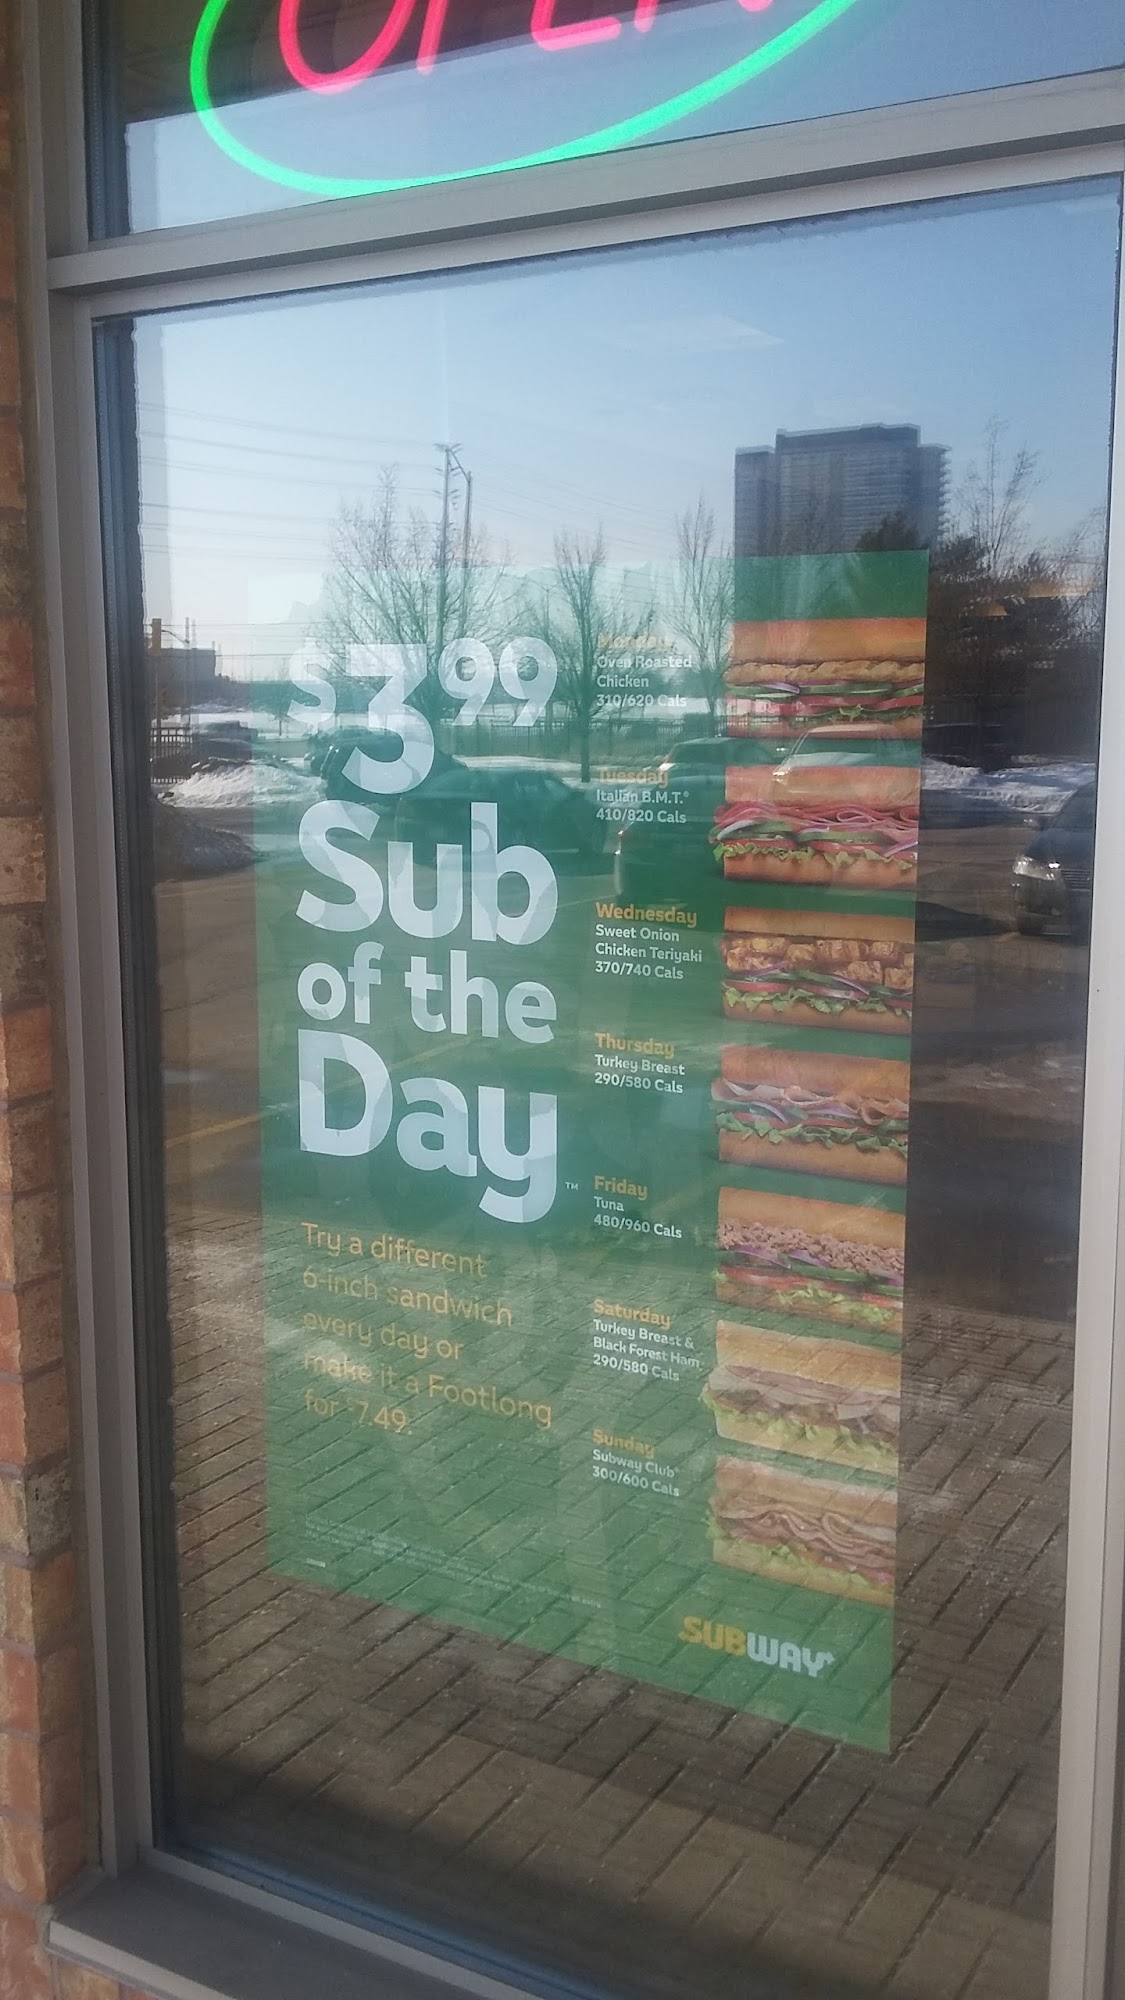 OPEN
$3.99
Sub
of the
Day™
Try a different
6-inch sandwich
every day or
make it a Footlong
for $7.49.
Monday
Oven Roasted
Chicken
310/620 Cals
Tuesday
Italian B.M.T.®
410/820 Cals
Wednesday
Sweet Onion
Chicken Teriyaki
370/740 Cals
Thursday
Turkey Breast
290/580 Cals
Friday
Tuna
480/960 Cals
Saturday
Turkey Breast &
Black Forest Ham
290/580 Cals
Sunday
Subway Club®
300/600 Cals
SUBWAY